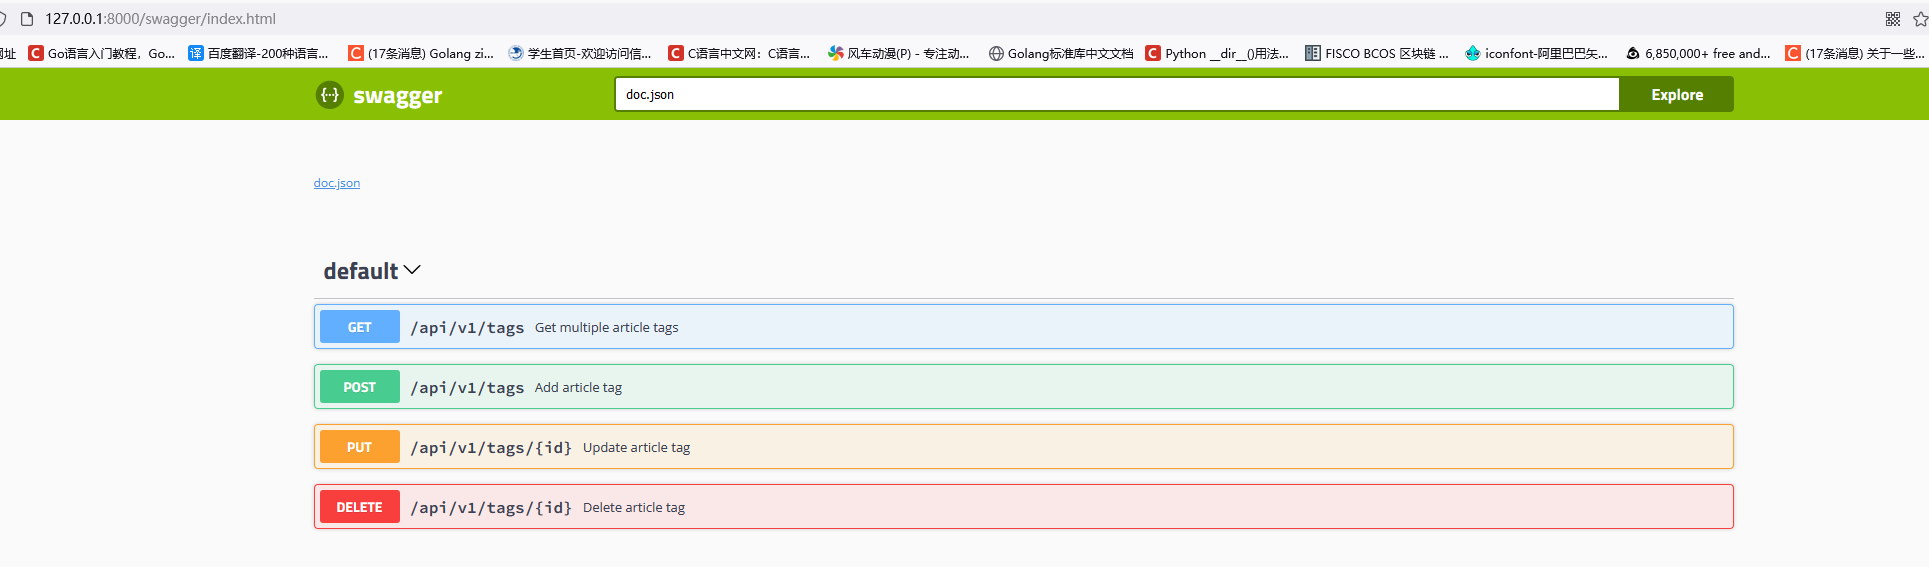 127.0.0.1:8000/swagger/index.html
网址 Go语言入门教程，Go... 译 百度翻译-200种语言... (17条消息) Golang zi... 学生首页-欢迎访问信... C语言中文网：C语言... 风车动漫(P) - 专注动... Golang标准库中文文档 Python __dir__()用法... FISCO BCOS 区块链 ... iconfont-阿里巴巴矢... 6,850,000+ free and... (17条消息) 关于一些...
{···} swagger doc.json Explore
doc.json
default
GET /api/v1/tags Get multiple article tags
POST /api/v1/tags Add article tag
PUT /api/v1/tags/{id} Update article tag
DELETE /api/v1/tags/{id} Delete article tag